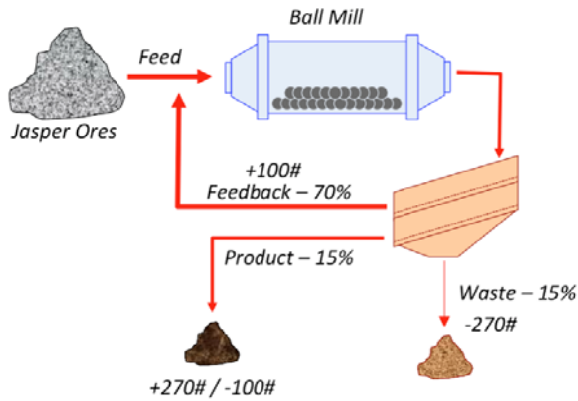 Ball Mill
Feed
Jasper Ores
+100#
Feedback – 70%
Product – 15%
Waste – 15%
-270#
+270# / -100#